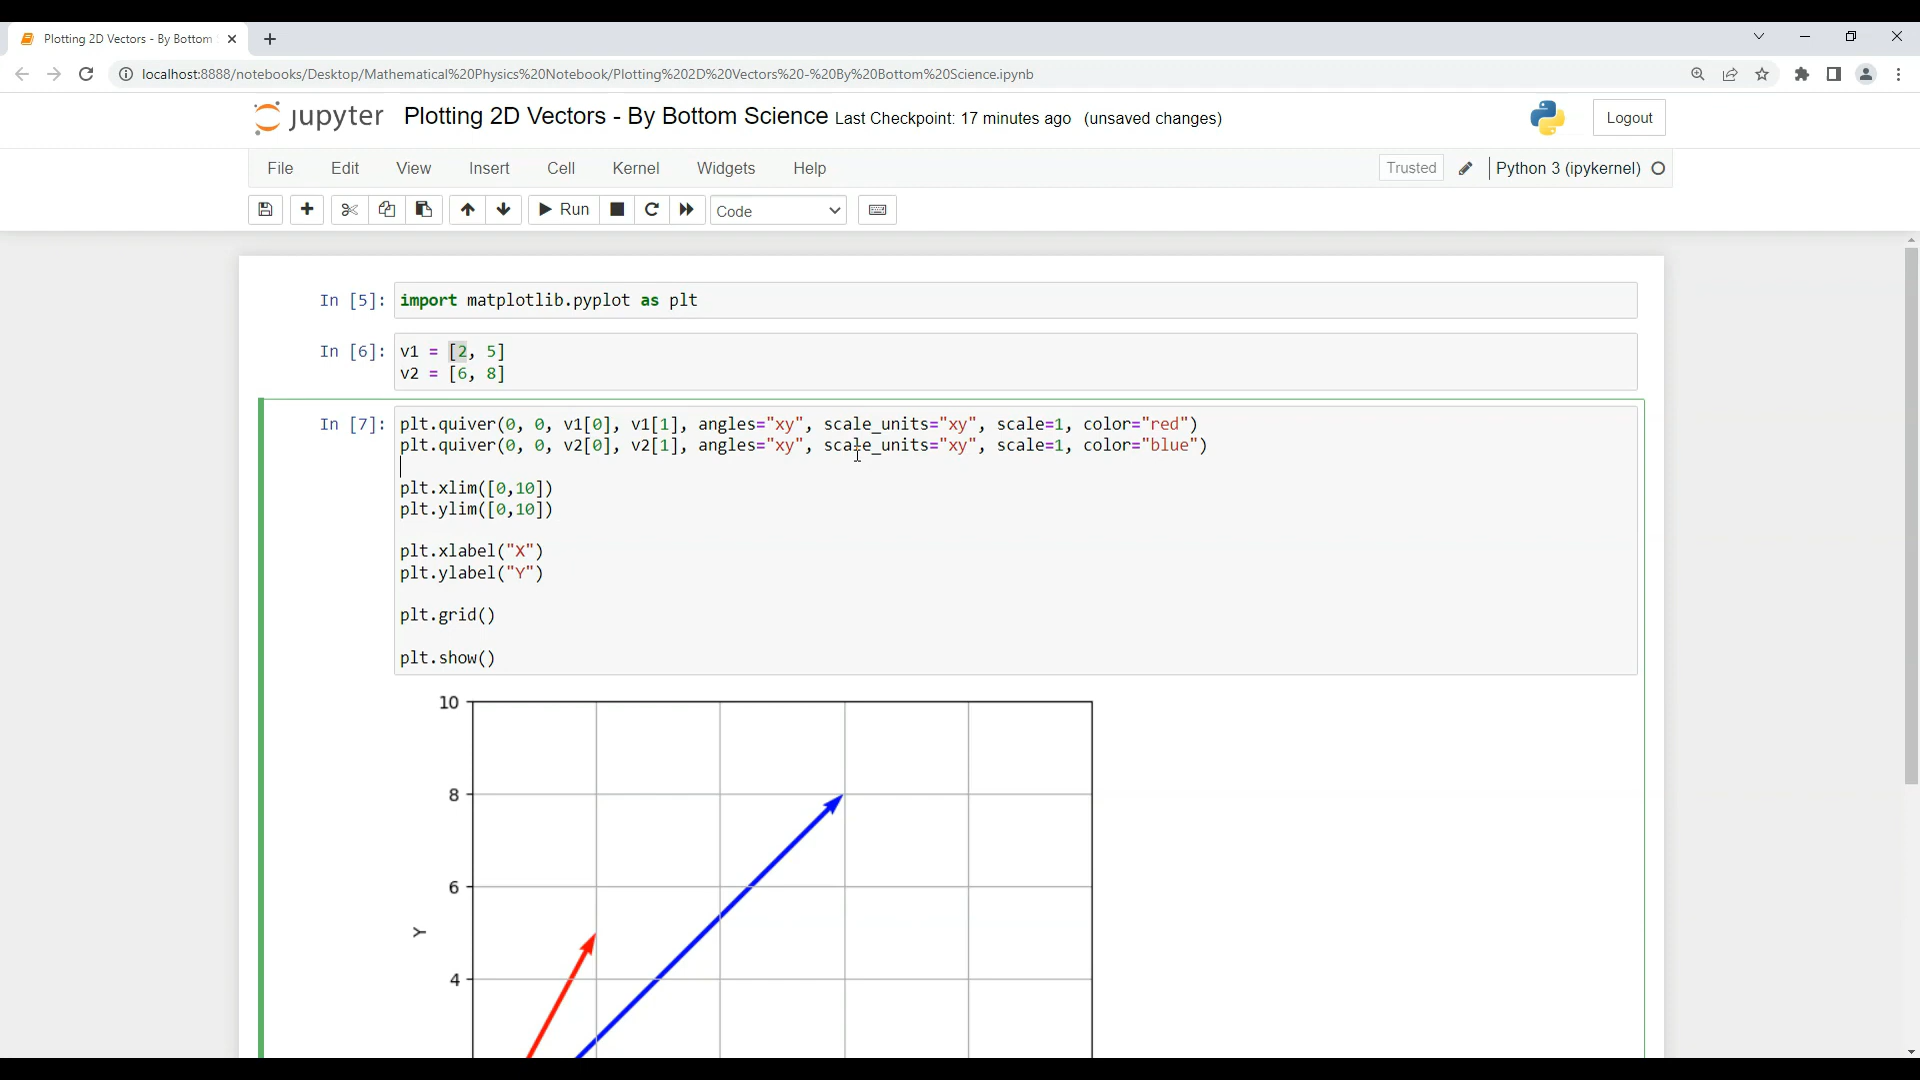 Plotting 2D Vectors - By Bottom
localhost:8888/notebooks/Desktop/Mathematical%20Physics%20Notebook/Plotting%202D%20Vectors%20-%20By%20Bottom%20Science.ipynb
jupyter Plotting 2D Vectors - By Bottom Science Last Checkpoint: 17 minutes ago (unsaved changes) Logout
File Edit View Insert Cell Kernel Widgets Help Trusted Python 3 (ipykernel)
Run Code
In [5]: import matplotlib.pyplot as plt
In [6]: v1 = [2, 5]
v2 = [6, 8]
In [7]: plt.quiver(0, 0, v1[0], v1[1], angles="xy", scale_units="xy", scale=1, color="red")
plt.quiver(0, 0, v2[0], v2[1], angles="xy", scale_units="xy", scale=1, color="blue")
plt.xlim([0,10])
plt.ylim([0,10])
plt.xlabel("X")
plt.ylabel("Y")
plt.grid()
plt.show()
10
8
6
Y
4